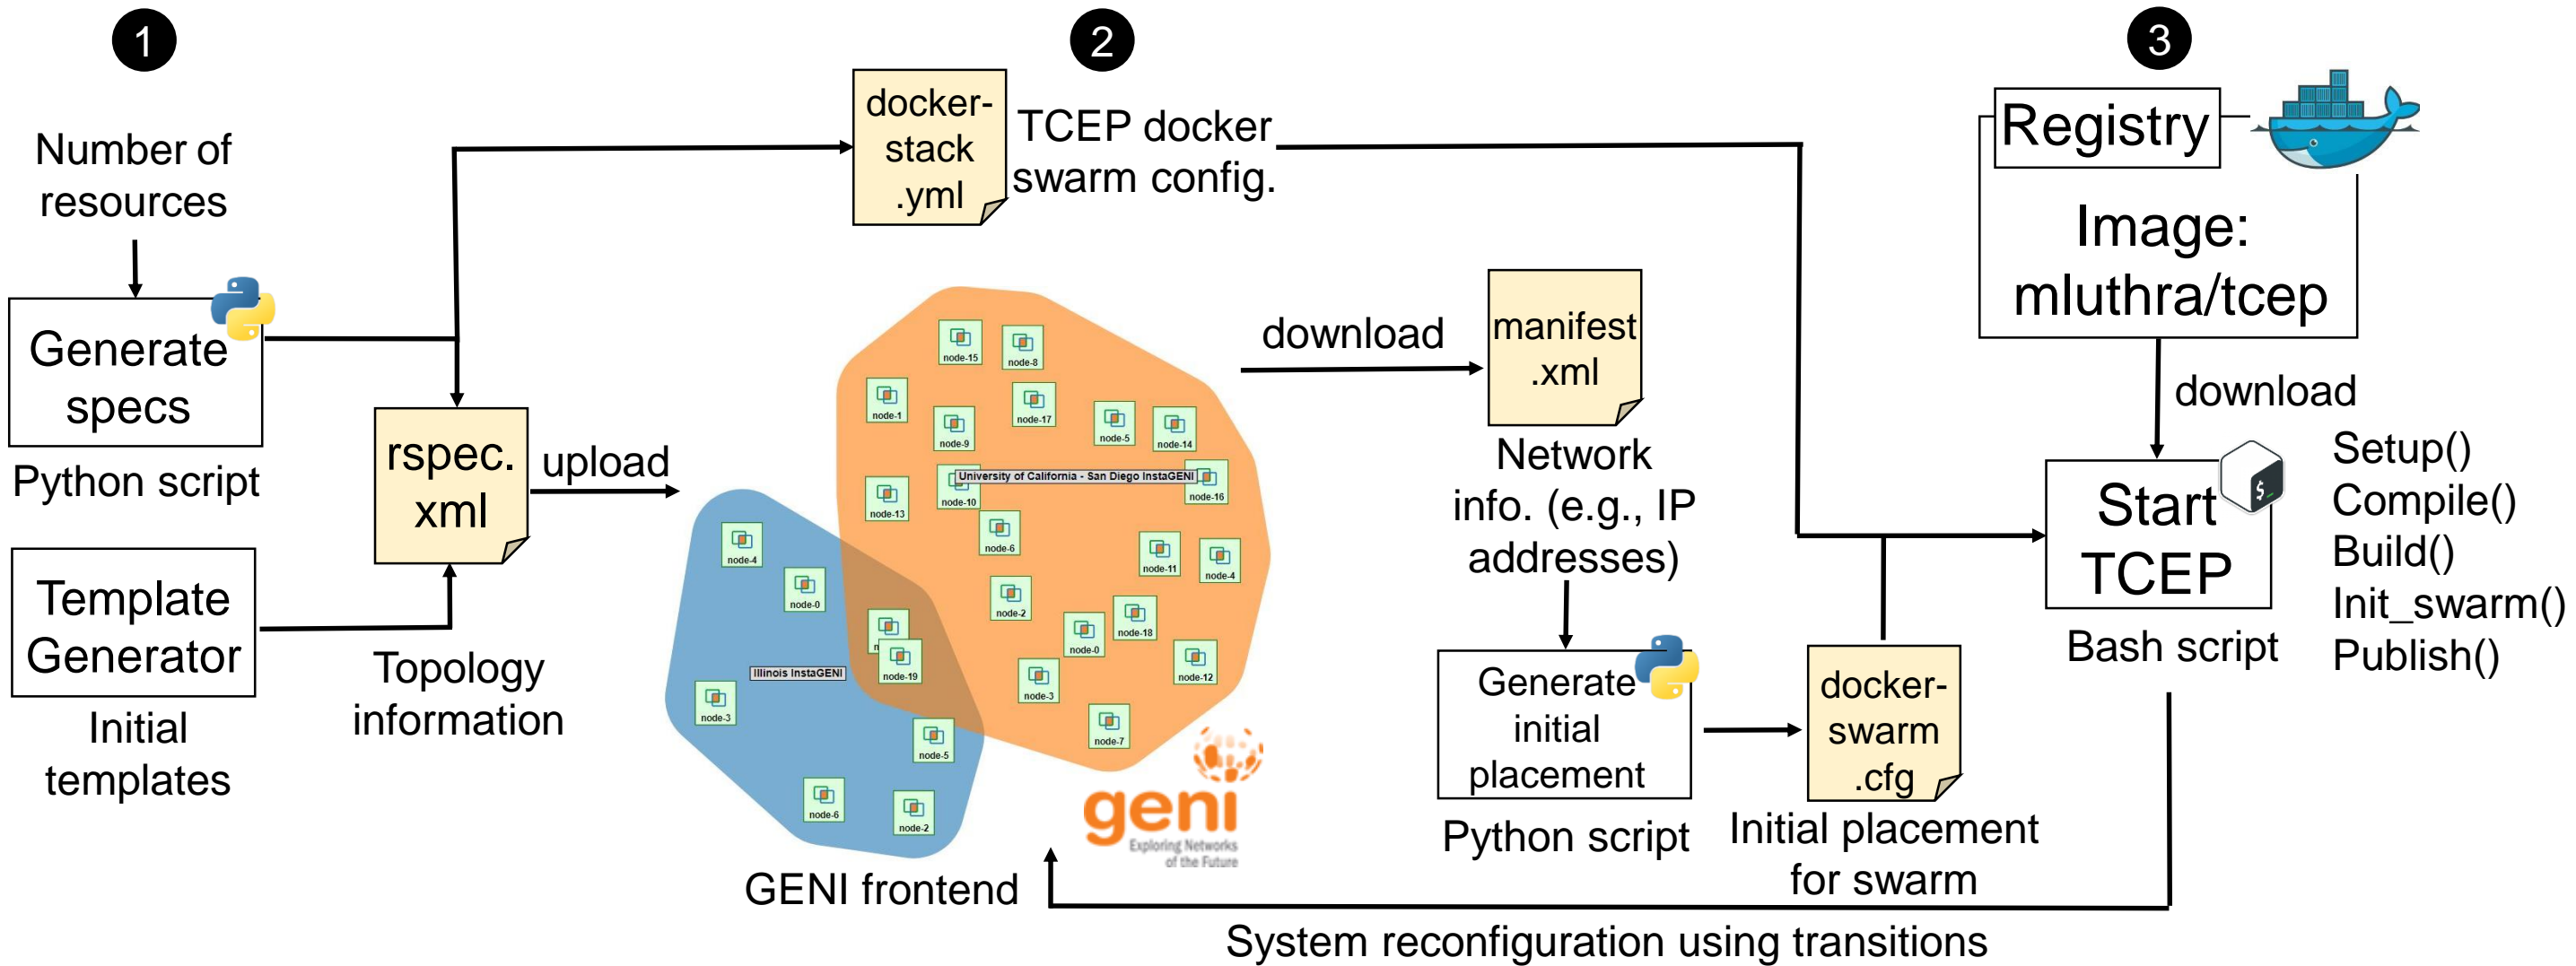 1
Number of
resources
Generate
specs
Python script
Template
Generator
Initial
templates
rspec.
xml
Topology
information
upload
2
docker-
stack
.yml
TCEP docker
swarm config.
node-15
node-8
node-1
node-17
node-9
node-5
node-14
University of California - San Diego InstaGENI
node-10
node-16
node-13
node-6
node-11
node-4
node-2
node-18
node-0
node-12
node-3
node-7
node-4
node-0
node-19
Illinois InstaGENI
node-3
node-5
node-6
node-2
geni
Exploring Networks
of the Future
GENI frontend
download
manifest
.xml
Network
info. (e.g., IP
addresses)
Generate
initial
placement
Python script
docker-
swarm
.cfg
Initial placement
for swarm
3
Registry
Image:
mluthra/tcep
download
Start
TCEP
$_
Bash script
Setup()
Compile()
Build()
Init_swarm()
Publish()
System reconfiguration using transitions